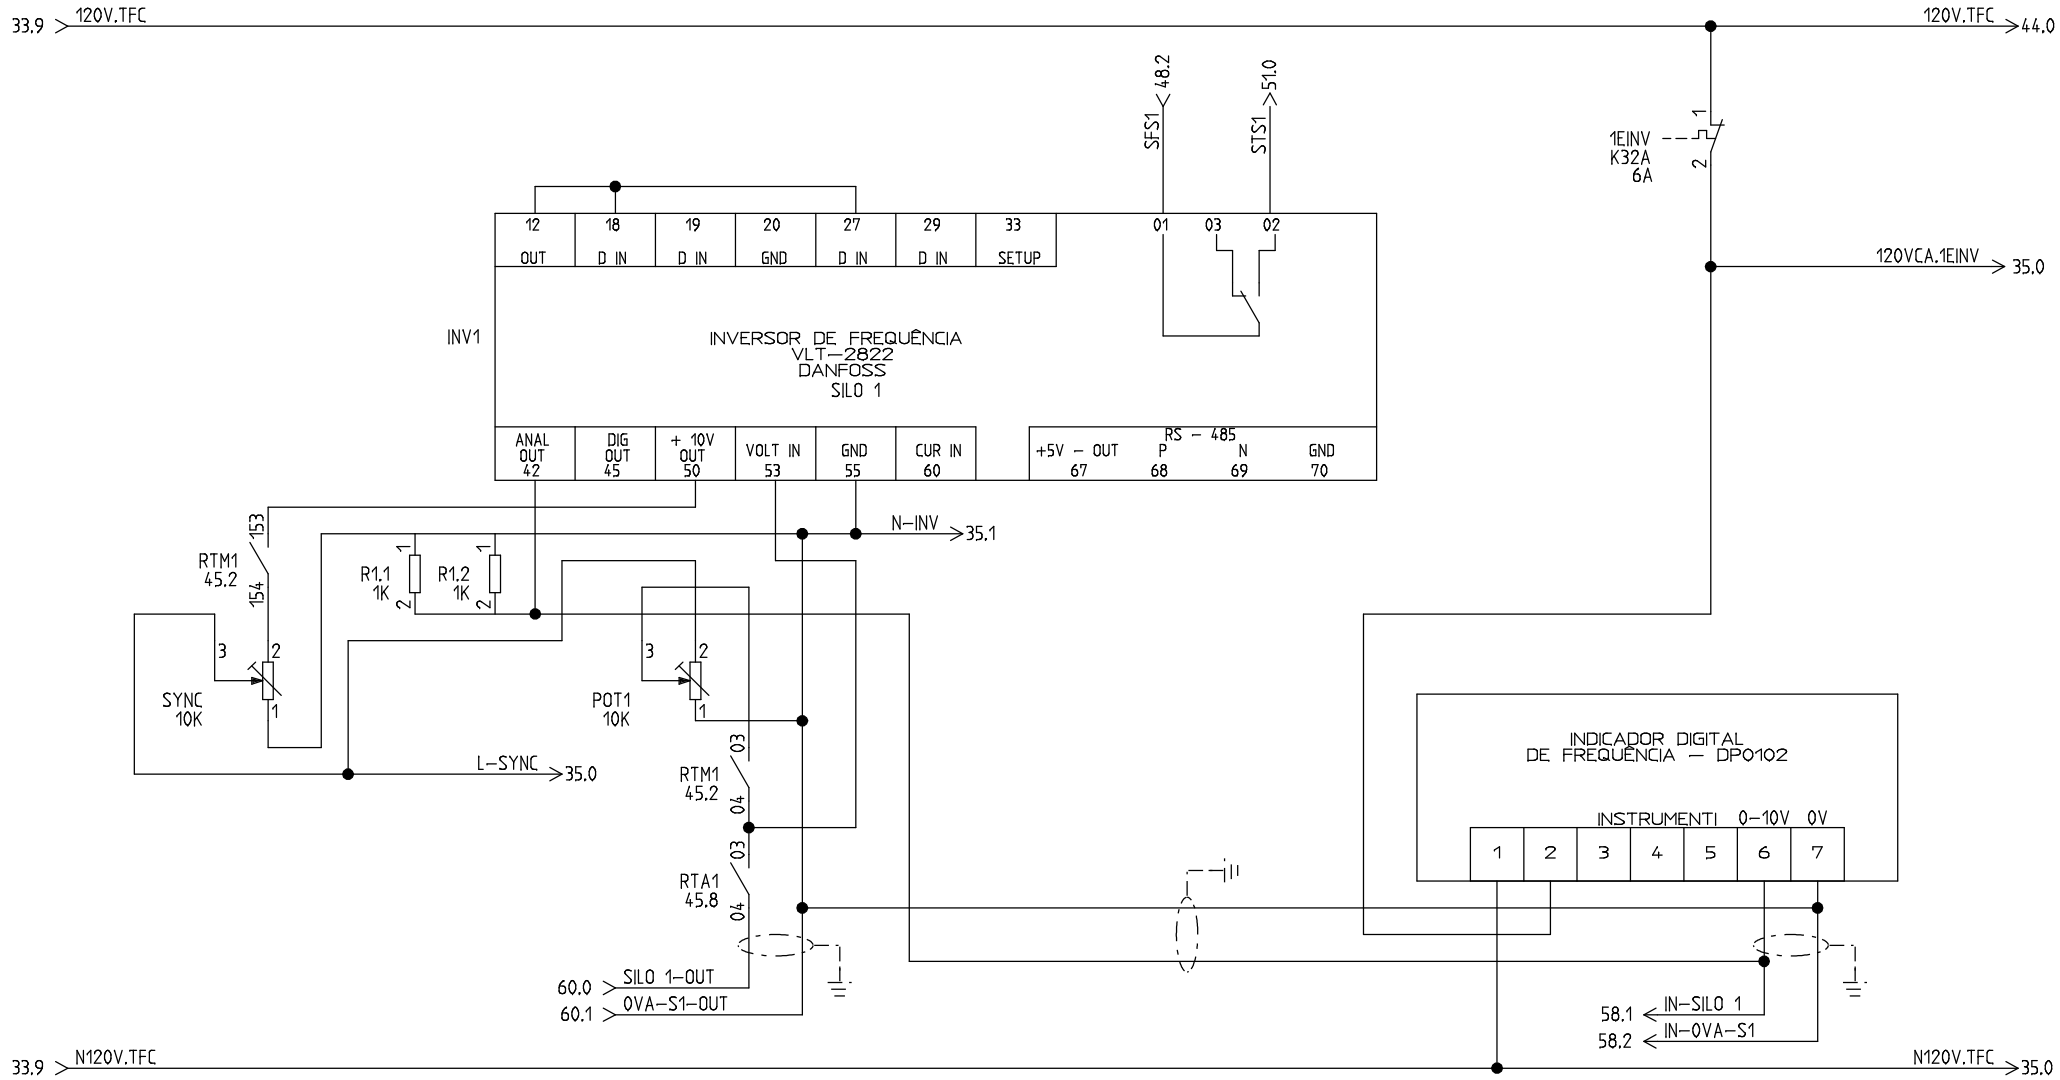 33.9
120V.TFC
120V.TFC
44.0
48.2
51.0
SFS1
STS1
1
1EINV
K32A
6A
2
12
18
19
20
27
29
33
01
03
02
OUT
D IN
D IN
GND
D IN
D IN
SETUP
120VCA.1EINV
35.0
INV1
INVERSOR DE FREQUÊNCIA
VLT-2822
DANFOSS
SILO 1
ANAL
OUT
42
DIG
OUT
45
+ 10V
OUT
50
VOLT IN
53
GND
55
CUR IN
60
RS - 485
+5V - OUT
67
P
68
N
69
GND
70
153
RTM1
45.2
154
N-INV
35.1
1
R1.1
1K
2
1
R1.2
1K
2
3
2
SYNC
10K
1
3
2
POT1
10K
1
L-SYNC
35.0
03
RTM1
45.2
04
03
RTA1
45.8
04
INDICADOR DIGITAL
DE FREQUÊNCIA - DP0102
INSTRUMENTI 0-10V 0V
1
2
3
4
5
6
7
60.0
SILO 1-OUT
60.1
0VA-S1-OUT
58.1
IN-SILO 1
58.2
IN-0VA-S1
33.9
N120V.TFC
N120V.TFC
35.0